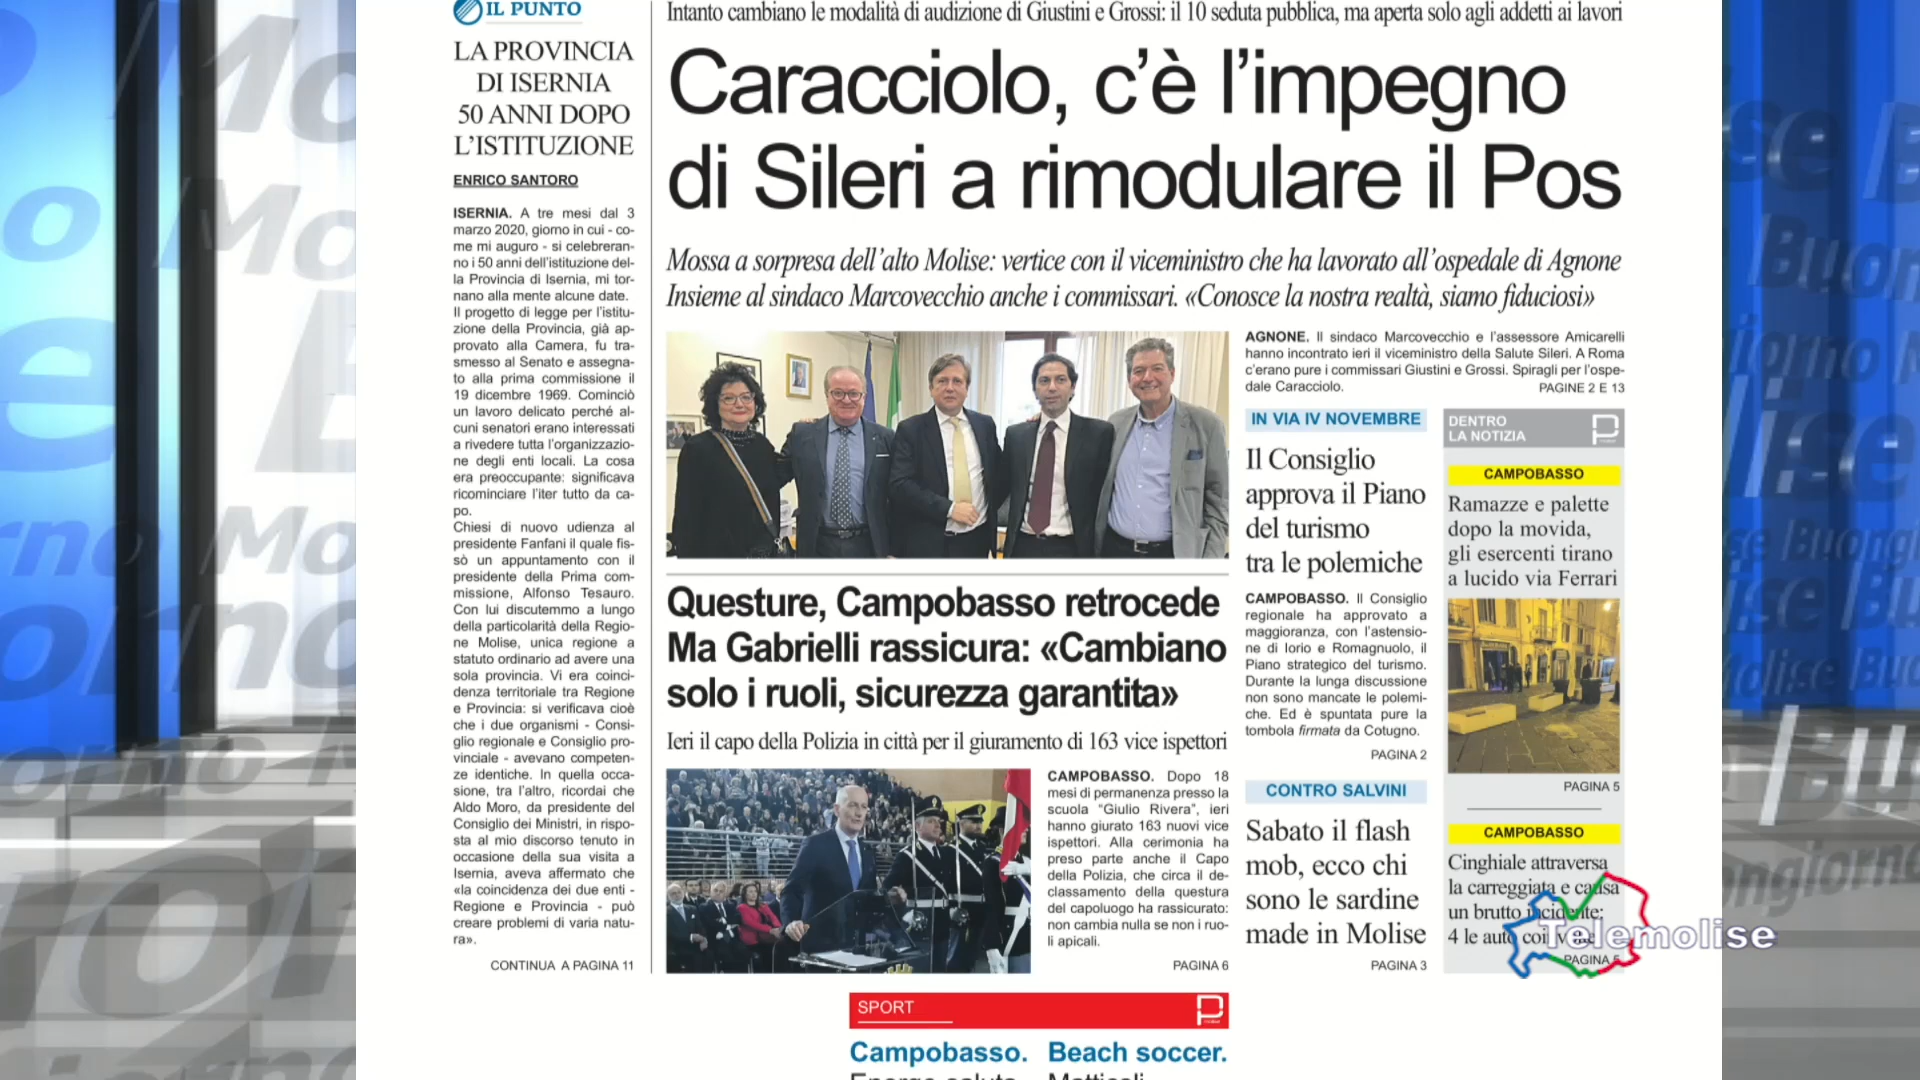 IL PUNTO
LA PROVINCIA
DI ISERNIA
50 ANNI DOPO
L'ISTITUZIONE
ENRICO SANTORO
ISERNIA. A tre mesi dal 3
marzo 2020, giorno in cui - co-
me mi auguro - si celebreran-
no i 50 anni dell'istituzione del-
la Provincia di Isernia, mi tor-
nano alla mente alcune date.
Il progetto di legge per l'istitu-
zione della Provincia, già ap-
provato alla Camera, fu tra-
smesso al Senato e assegna-
to alla prima commissione il
19 dicembre 1969. Cominciò
un lavoro delicato perché al-
cuni senatori erano interessati
a rivedere tutta l'organizzazio-
ne degli enti locali. La cosa
era preoccupante: significava
ricominciare l'iter tutto da ca-
po.
Chiesi di nuovo udienza al
presidente Fanfani il quale fis-
sò un appuntamento con il
presidente della Prima com-
missione, Alfonso Tesauro.
Con lui discutemmo a lungo
della particolarità della Regio-
ne Molise, unica regione a
statuto ordinario ad avere una
sola provincia. Vi era coinci-
denza territoriale tra Regione
e Provincia: si verificava cioè
che i due organismi - Consi-
glio regionale e Consiglio pro-
vinciale - avevano competen-
ze identiche. In quella occa-
sione, tra l'altro, ricordai che
Aldo Moro, da presidente del
Consiglio dei Ministri, in rispo-
sta al mio discorso tenuto in
occasione della sua visita a
Isernia, aveva affermato che
«la coincidenza dei due enti -
Regione e Provincia - può
creare problemi di varia natu-
ra».
CONTINUA A PAGINA 11
Intanto cambiano le modalità di audizione di Giustini e Grossi: il 10 seduta pubblica, ma aperta solo agli addetti ai lavori
Caracciolo, c'è l'impegno
di Sileri a rimodulare il Pos
Mossa a sorpresa dell'alto Molise: vertice con il viceministro che ha lavorato all'ospedale di Agnone
Insieme al sindaco Marcovecchio anche i commissari. «Conosce la nostra realtà, siamo fiduciosi»
AGNONE. Il sindaco Marcovecchio e l'assessore Amicarelli
hanno incontrato ieri il viceministro della Salute Sileri. A Roma
c'erano pure i commissari Giustini e Grossi. Spiragli per l'ospe-
dale Caracciolo.
PAGINE 2 E 13
Questure, Campobasso retrocede
Ma Gabrielli rassicura: «Cambiano
solo i ruoli, sicurezza garantita»
Ieri il capo della Polizia in città per il giuramento di 163 vice ispettori
CAMPOBASSO. Dopo 18
mesi di permanenza presso la
scuola "Giulio Rivera", ieri
hanno giurato 163 nuovi vice
ispettori. Alla cerimonia ha
preso parte anche il Capo
della Polizia, che circa il de-
classamento della questura
del capoluogo ha rassicurato:
non cambia nulla se non i ruo-
li apicali.
PAGINA 6
IN VIA IV NOVEMBRE
Il Consiglio
approva il Piano
del turismo
tra le polemiche
CAMPOBASSO. Il Consiglio
regionale ha approvato a
maggioranza, con l'astensio-
ne di Iorio e Romagnuolo, il
Piano strategico del turismo.
Durante la lunga discussione
non sono mancate le polemi-
che. Ed è spuntata pure la
tombola firmata da Cotugno.
PAGINA 2
CONTRO SALVINI
Sabato il flash
mob, ecco chi
sono le sardine
made in Molise
PAGINA 3
DENTRO
LA NOTIZIA
CAMPOBASSO
Ramazze e palette
dopo la movida,
gli esercenti tirano
a lucido via Ferrari
PAGINA 5
CAMPOBASSO
Cinghiale attraversa
la carreggiata e causa
un brutto incidente:
4 le auto
PAGINA 5
Telemolise
SPORT
Campobasso.
Beach soccer.